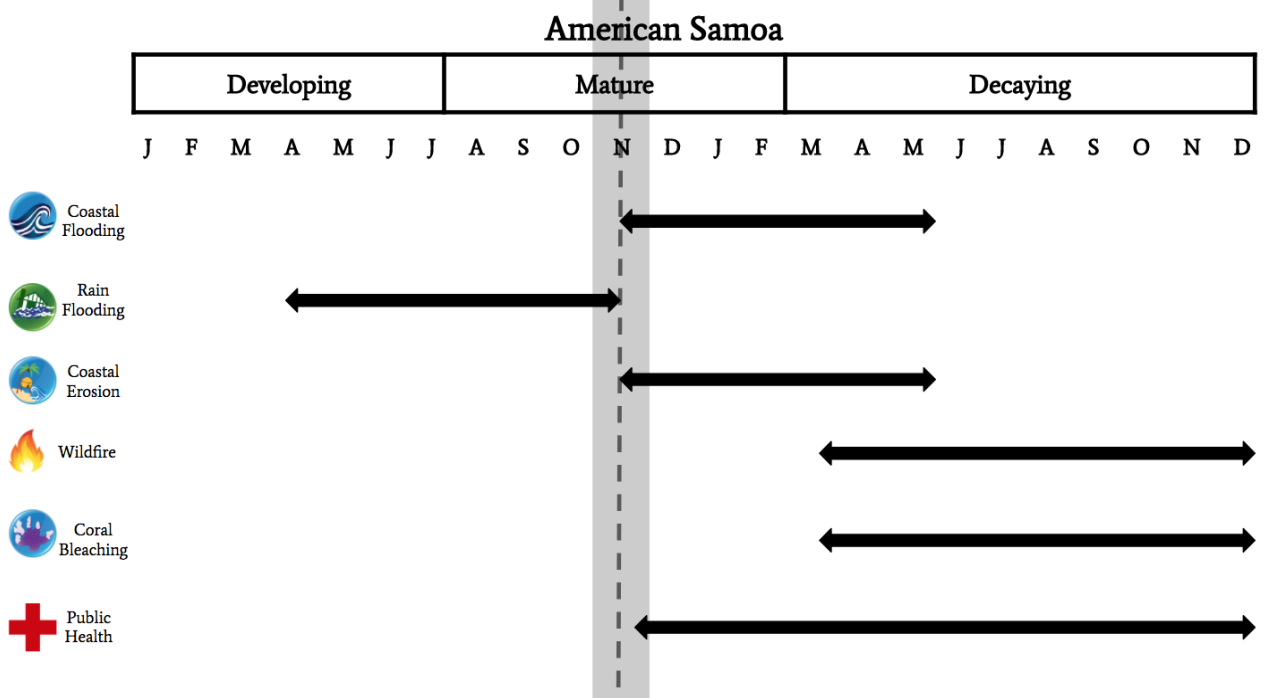 American Samoa
Developing Mature Decaying
J F M A M J J A S O N D J F M A M J J A S O N D
Coastal
Flooding
Rain
Flooding
Coastal
Erosion
Wildfire
Coral
Bleaching
Public
Health